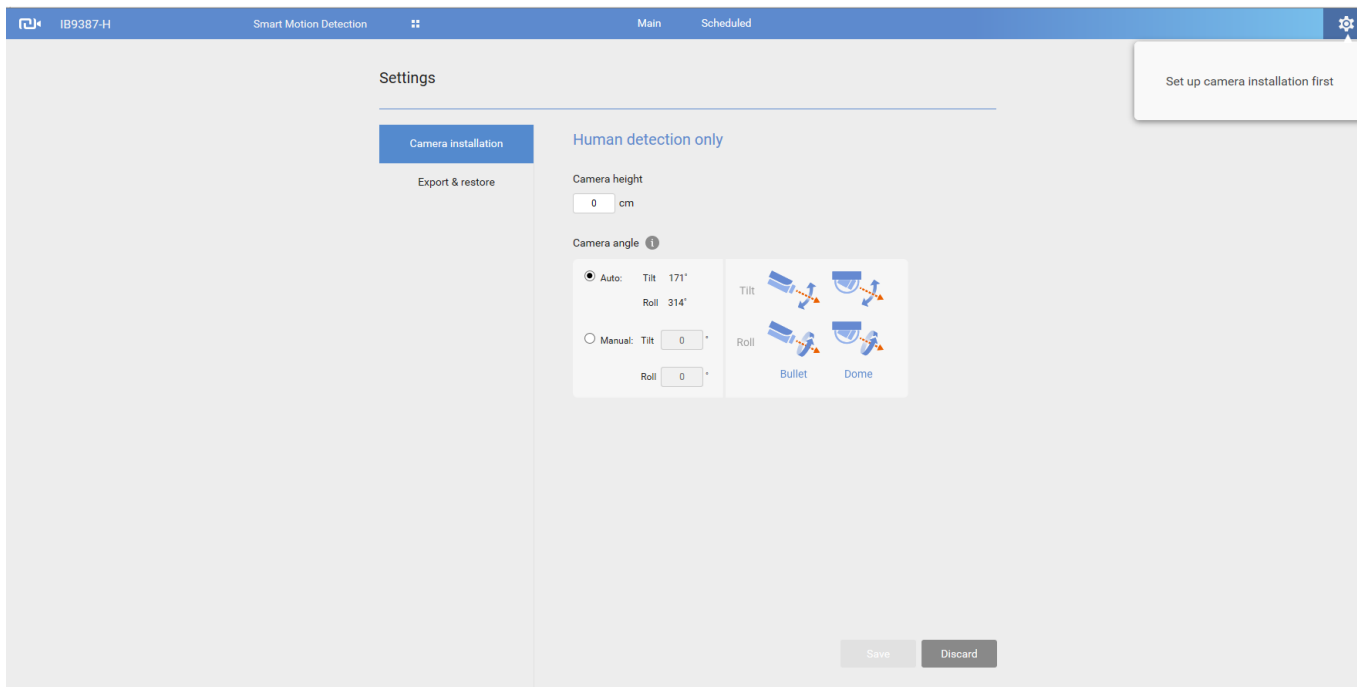 IB9387-H Smart Motion Detection Main Scheduled
Set up camera installation first
Settings
Camera installation
Export & restore
Human detection only
Camera height
0 cm
Camera angle i
Auto: Tilt 171°
Roll 314°
Manual: Tilt 0 °
Roll 0 °
Tilt
Roll
Bullet Dome
Save Discard